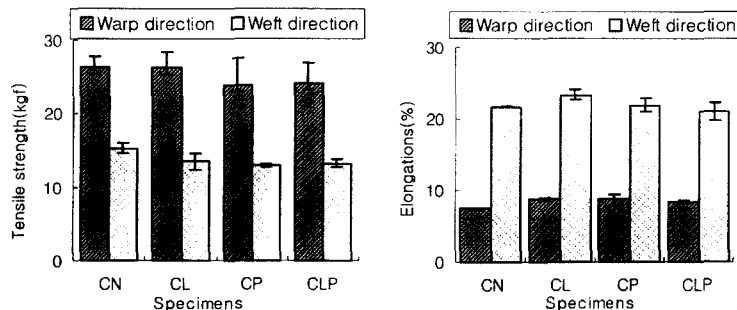 Warp direction Weft direction
Tensile strength(kgf)
30
20
10
0
CN CL CP CLP
Specimens
Warp direction Weft direction
Elongations(%)
30
20
10
0
CN CL CP CLP
Specimens